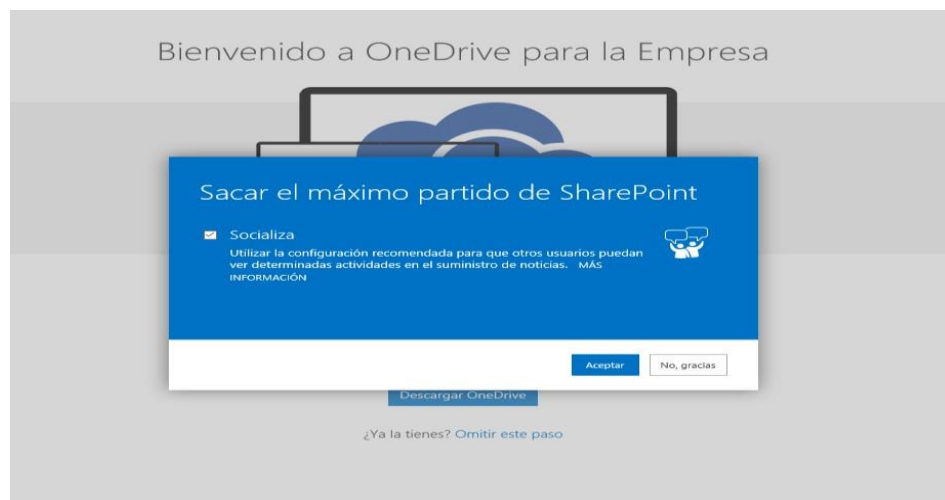 Bienvenido a OneDrive para la Empresa
Sacar el máximo partido de SharePoint
Socializa
Utilizar la configuración recomendada para que otros usuarios puedan
ver determinadas actividades en el suministro de noticias. MÁS
INFORMACIÓN
Aceptar
No, gracias
Descargar OneDrive
¿Ya la tienes? Omitir este paso